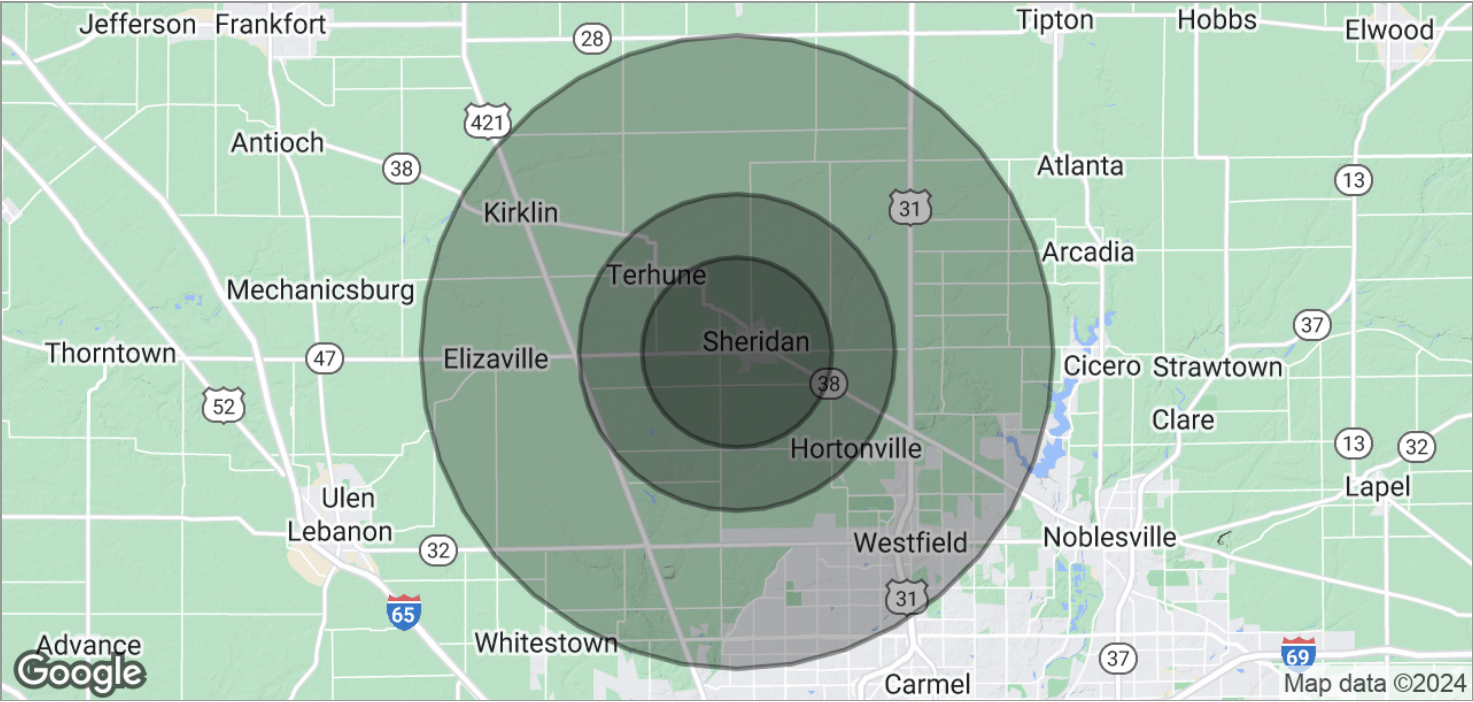 Jefferson Frankfort
Tipton
Hobbs
Elwood
28
421
Antioch
38
Atlanta
13
Kirklin
31
Arcadia
Terhune
Mechanicsburg
37
Sheridan
Thorntown
47
Elizaville
Cicero Strawtown
38
52
Clare
13
32
Hortonville
Lapel
Ulen
Lebanon
32
Westfield
Noblesville
31
65
Whitestown
Advance
37
69
Google
Carmel
Map data ©2024